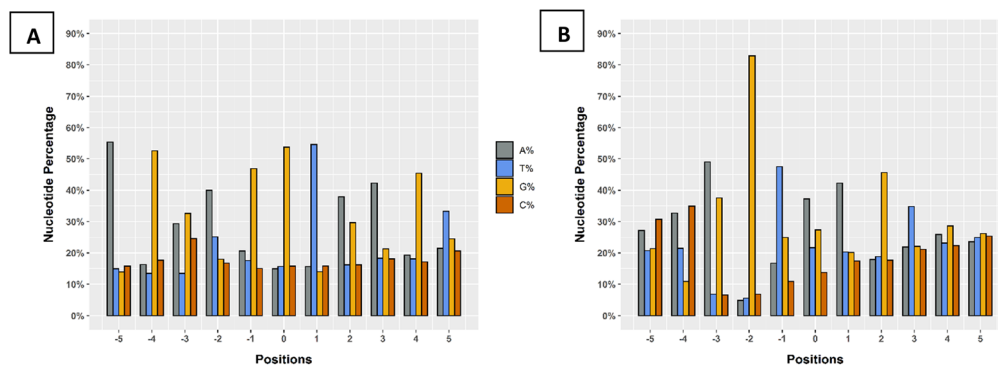 A
Nucleotide Percentage
90%
80%
70%
60%
50%
40%
30%
20%
10%
0%
-5 -4 -3 -2 -1 0 1 2 3 4 5
Positions
A%
T%
G%
C%
B
Nucleotide Percentage
90%
80%
70%
60%
50%
40%
30%
20%
10%
0%
-5 -4 -3 -2 -1 0 1 2 3 4 5
Positions